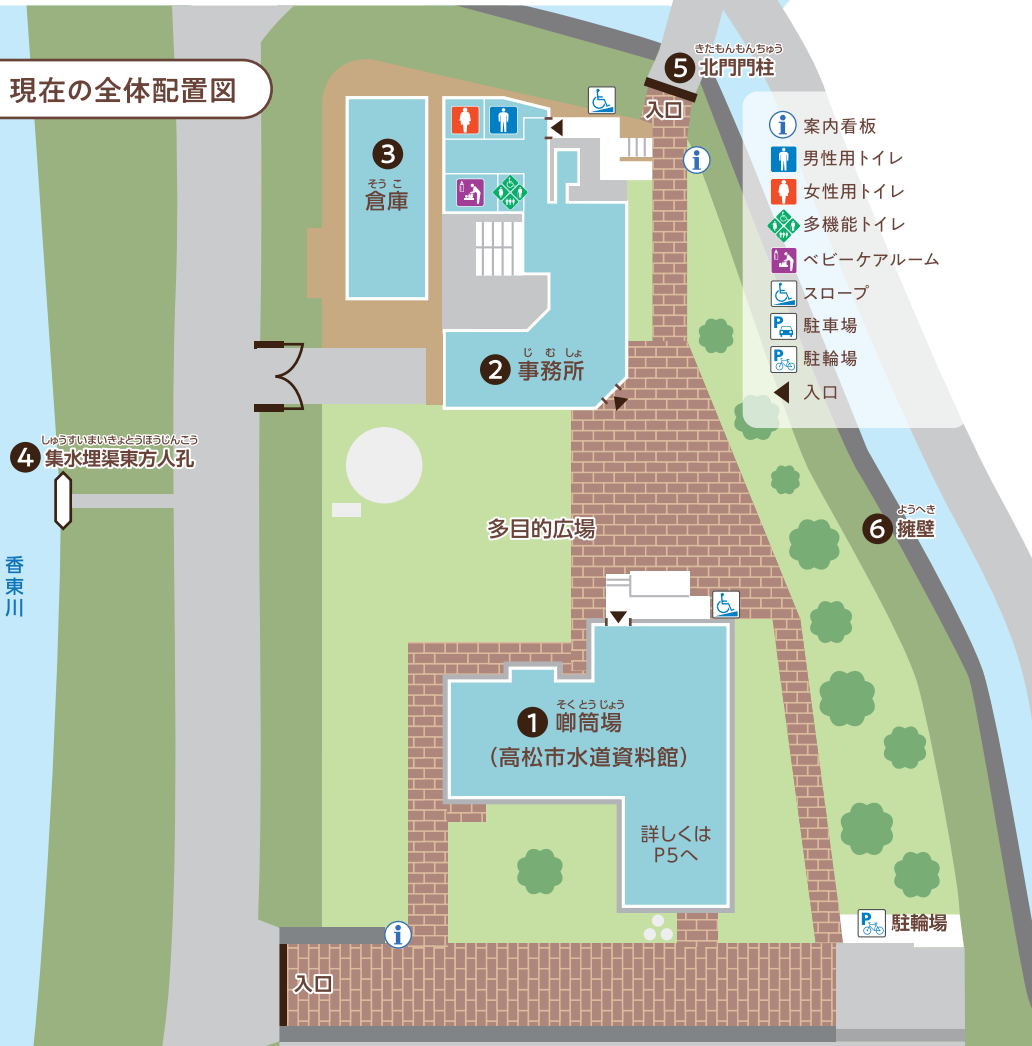 現在の全体配置図
きたもんもんちゅう
5 北門門柱
入口
案内看板
男性用トイレ
女性用トイレ
多機能トイレ
ベビーケアルーム
スロープ
P 駐車場
P 駐輪場
入口
3
そうこ
倉庫
じむしょ
2 事務所
しゅうすいまいきょとうほうじんこう
4 集水埋渠東方人孔
香東川
多目的広場
ようへき
6 擁壁
そくとうじょう
1 喞筒場
（高松市水道資料館）
詳しくは
P5へ
P 駐輪場
入口